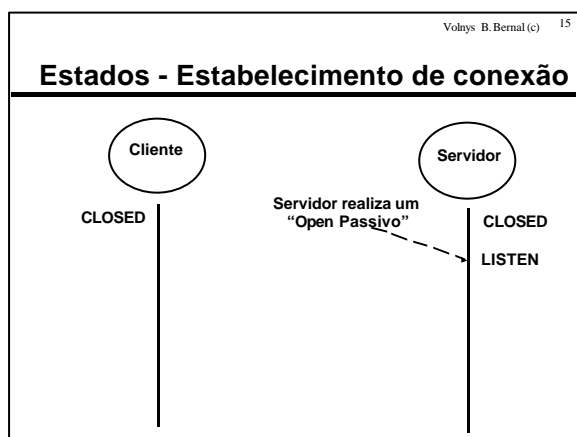 Volnys B.Bernal (c) 15
Estados - Estabelecimento de conexão
Cliente
Servidor
Servidor realiza um
“Open Passivo”
CLOSED
CLOSED
LISTEN